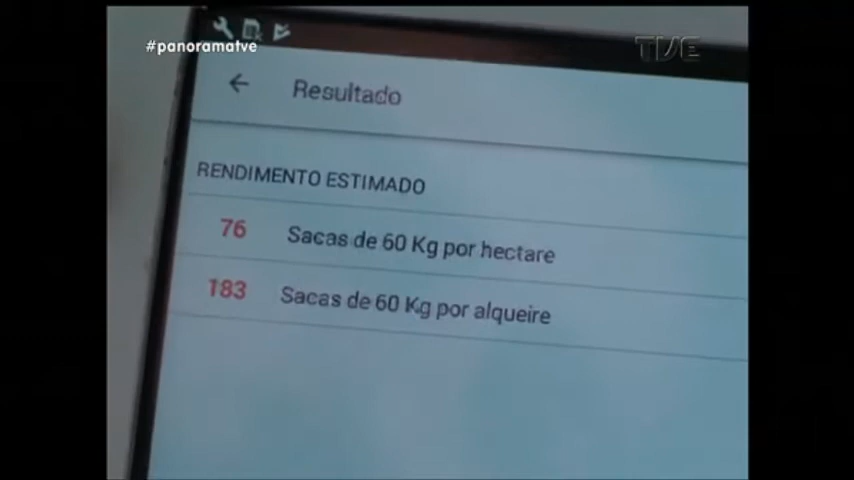 #panoramatve
TVE
Resultado
RENDIMENTO ESTIMADO
76 Sacas de 60 Kg por hectare
183 Sacas de 60 Kg por alqueire